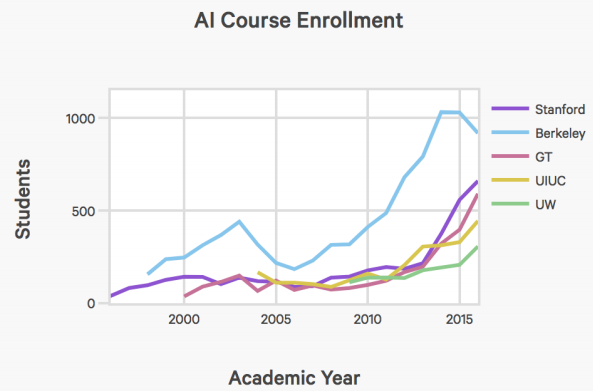 AI Course Enrollment
1000
500
0
Students
2000
2005
2010
2015
Academic Year
Stanford
Berkeley
GT
UIUC
UW